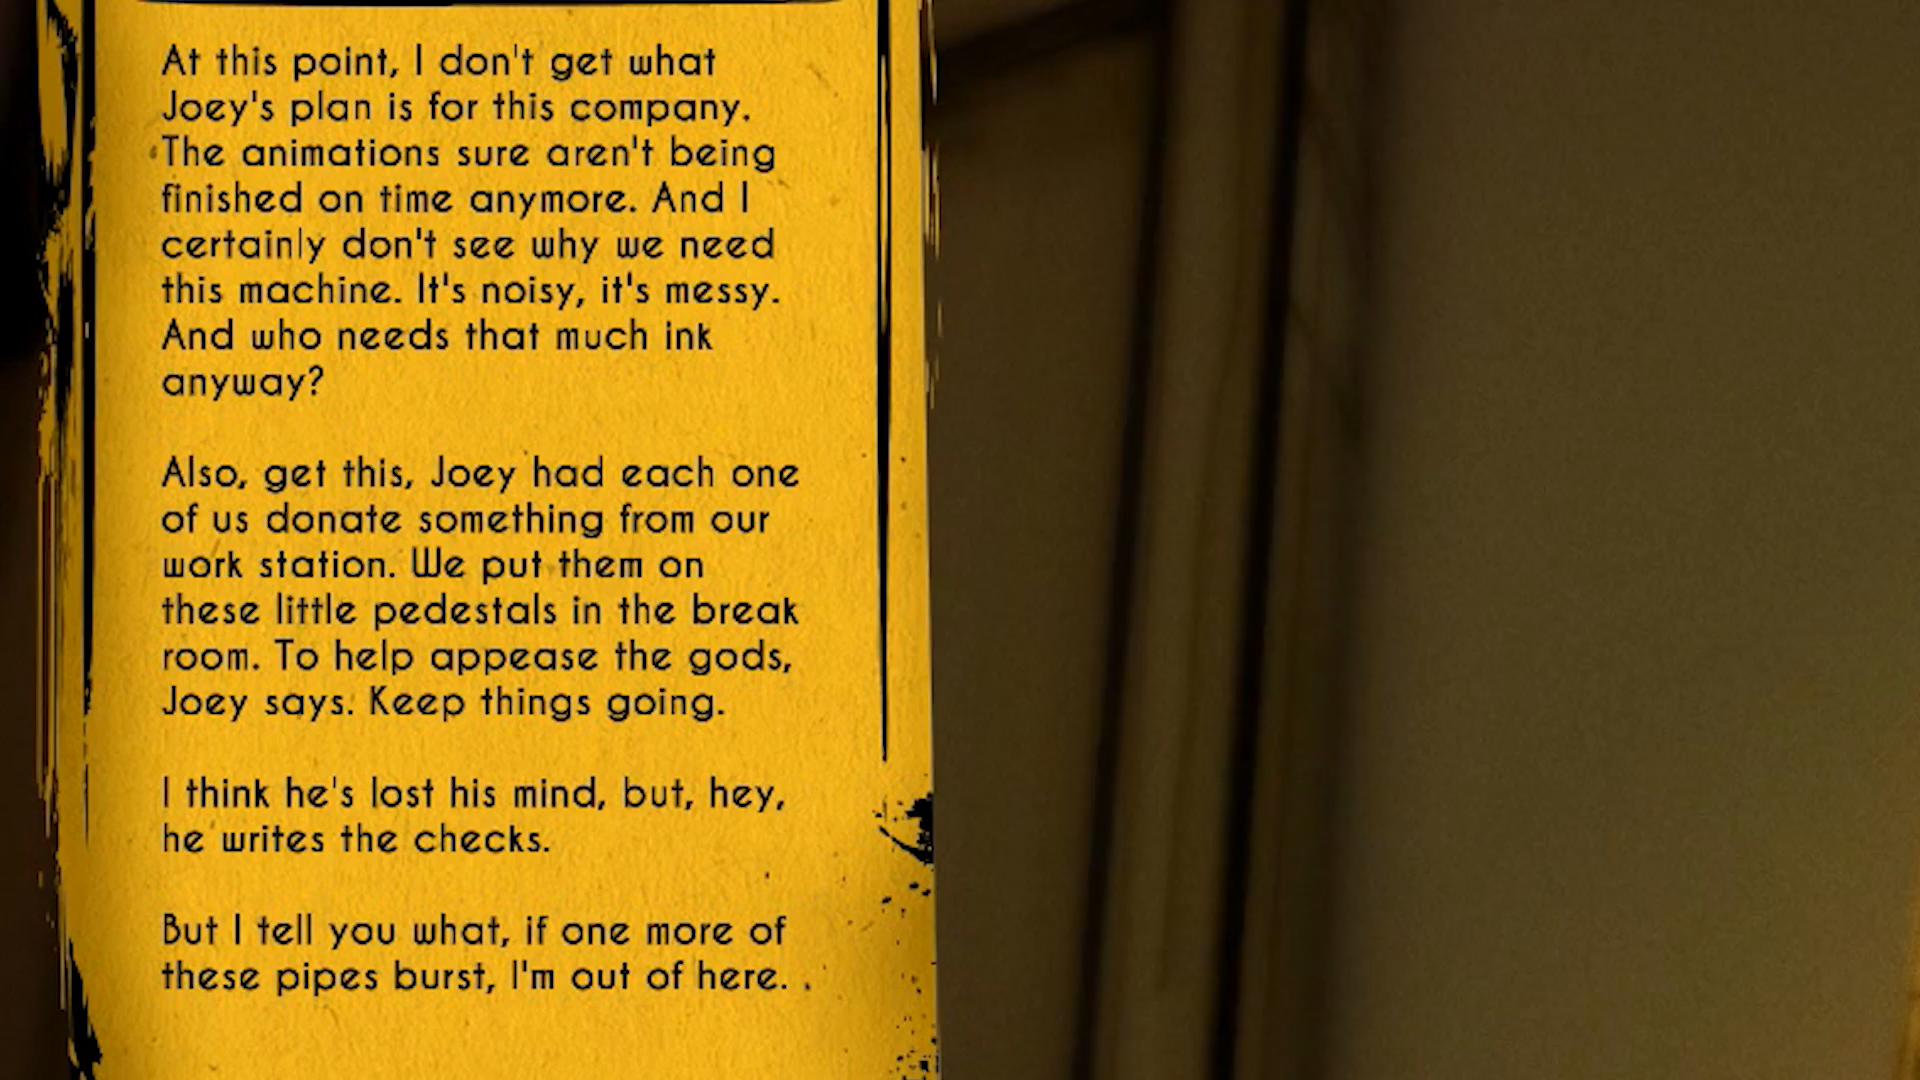 At this point, I don't get what
Joey's plan is for this company.
The animations sure aren't being
finished on time anymore. And I
certainly don't see why we need
this machine. It's noisy, it's messy.
And who needs that much ink
anyway?
Also, get this, Joey had each one
of us donate something from our
work station. We put them on
these little pedestals in the break
room. To help appease the gods,
Joey says. Keep things going.
I think he's lost his mind, but, hey,
he writes the checks.
But I tell you what, if one more of
these pipes burst, I'm out of here.